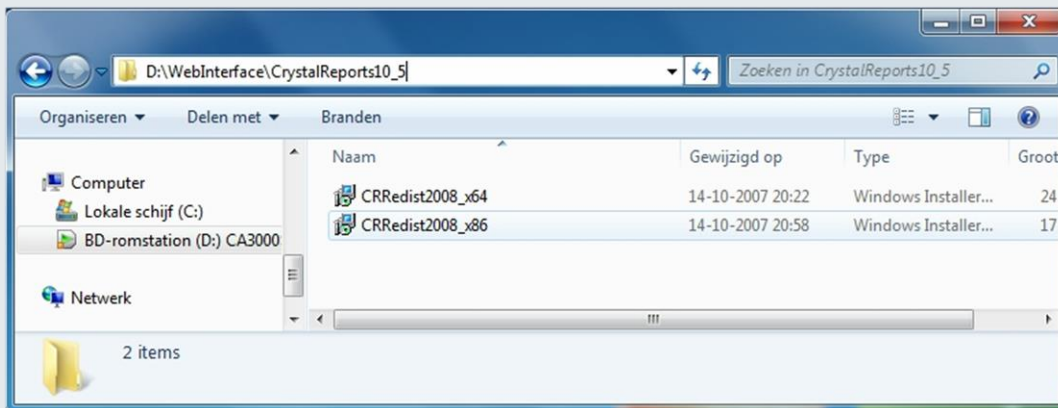 D:\WebInterface\CrystalReports10_5
Zoeken in CrystalReports10_5
Organiseren
Delen met
Branden
Naam
Gewijzigd op
Type
Groot
Computer
Lokale schijf (C:)
BD-romstation (D:) CA3000
Netwerk
CRRedist2008_x64
14-10-2007 20:22
Windows Installer...
24
CRRedist2008_x86
14-10-2007 20:58
Windows Installer...
17
2 items